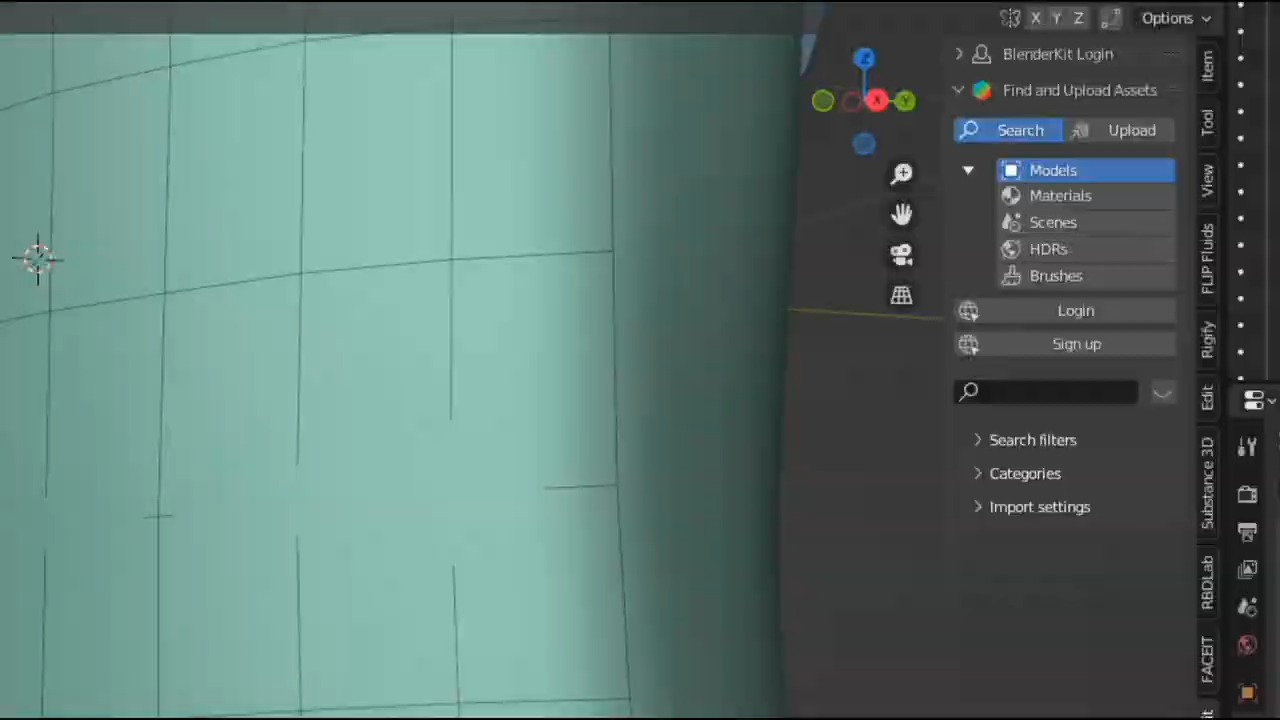 X Y Z Options
BlenderKit Login
Find and Upload Assets
Search Upload
Models
Materials
Scenes
HDRs
Brushes
Login
Sign up
Search filters
Categories
Import settings
Item
Tool
View
FLIP Fluids
Rigify
Edit
Substance 3D
RBDLab
FACEIT
Z
X
Y